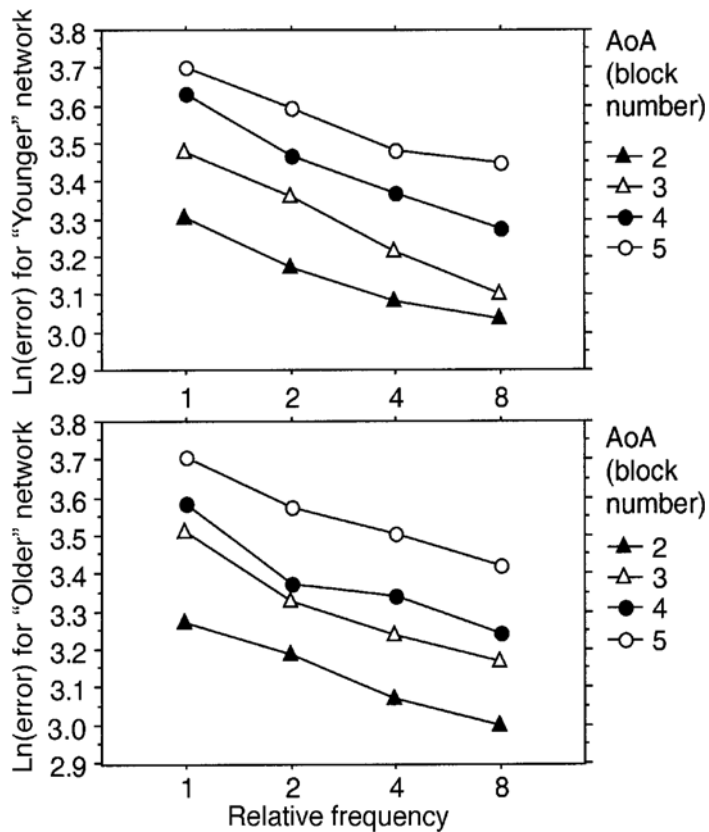 Ln(error) for "Younger" network
3.8
3.7
3.6
3.5
3.4
3.3
3.2
3.1
3.0
2.9
1 2 4 8
AoA
(block
number)
2
3
4
5
Ln(error) for "Older" network
3.8
3.7
3.6
3.5
3.4
3.3
3.2
3.1
3.0
2.9
1 2 4 8
Relative frequency
AoA
(block
number)
2
3
4
5